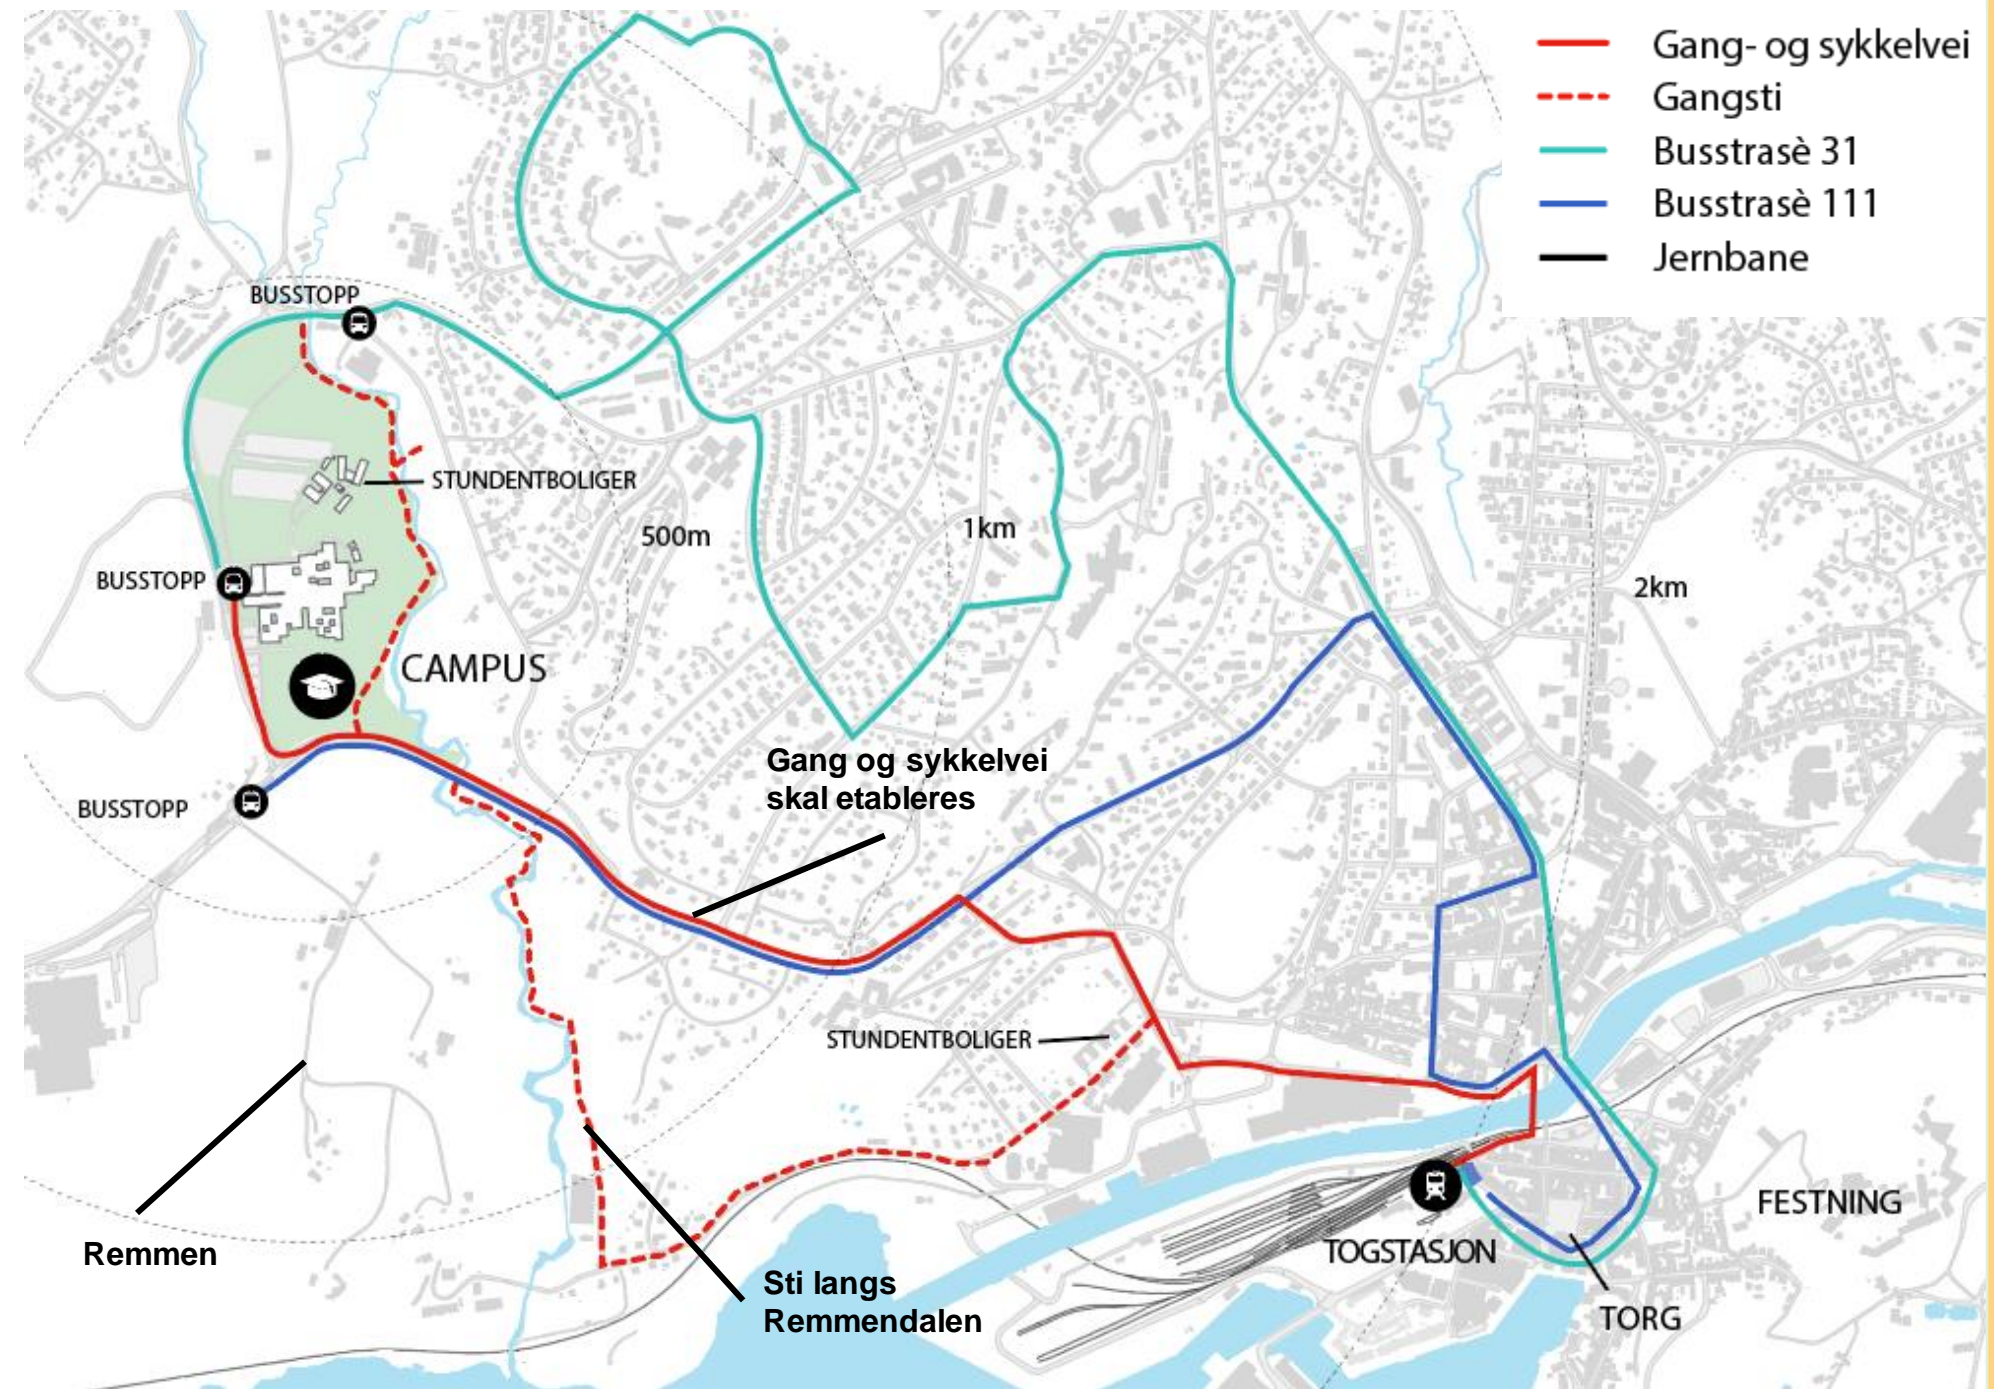 Gang- og sykkelvei
Gangsti
Busstrasè 31
Busstrasè 111
Jernbane
BUSSTOPP
STUNDENTBOLIGER
500m
1km
BUSSTOPP
2km
CAMPUS
Gang og sykkelvei
skal etableres
BUSSTOPP
STUNDENTBOLIGER
FESTNING
Remmen
TOGSTASJON
Sti langs
Remmendalen
TORG